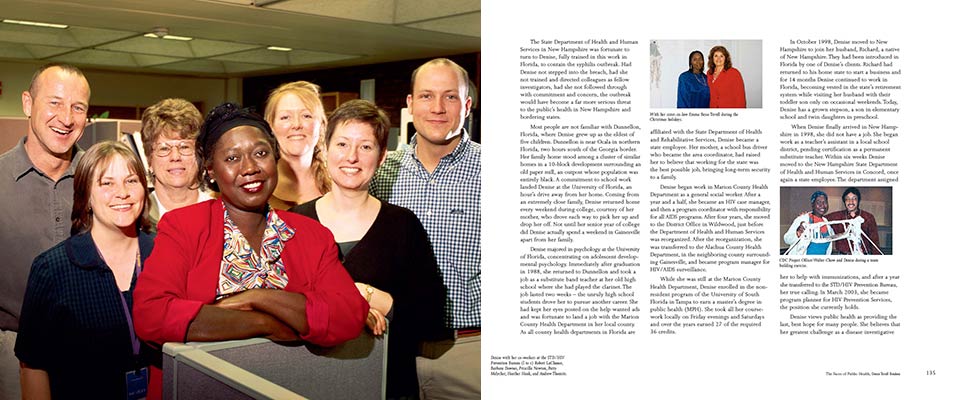 The State Department of Health and Human
Services in New Hampshire was fortunate to
turn to Denise, fully trained in this work in
Florida, to contain the syphilis outbreak. Had
Denise not stepped into the breach, had she
not trained and directed colleagues as fellow
investigators, had she not followed through
with commitment and concern, the outbreak
would have become a far more serious threat
to the public's health in New Hampshire and
bordering states.
Most people are not familiar with Dunnellon,
Florida, where Denise grew up as the eldest of
five children. Dunnellon is near Ocala in northern
Florida, two hours south of the Georgia border.
Her family home stood among a cluster of similar
homes in a 10-block development surrounding an
old paper mill, an outpost whose population was
entirely black. A commitment to school work
landed Denise at the University of Florida, an
hour's drive away from her home. Coming from
an extremely close family, Denise returned home
every weekend during college, courtesy of her
mother, who drove each way to pick her up and
drop her off. Not until her senior year of college
did Denise actually spend a weekend in Gainesville
apart from her family.
Denise majored in psychology at the University
of Florida, concentrating on adolescent develop-
mental psychology. Immediately after graduation
in 1988, she returned to Dunnellon and took a
job as a substitute band teacher at her old high
school where she had played the clarinet. The
job lasted two weeks – the unruly high school
students drove her to pursue another career. She
had kept her eyes posted on the help wanted ads
and was fortunate to land a job with the Marion
County Health Department in her local county.
As all county health departments in Florida are
With her sister-in-law Emma Bean Terrell during the
Christmas holidays.
affiliated with the State Department of Health
and Rehabilitative Services, Denise became a
state employee. Her mother, a school bus driver
who became the area coordinator, had raised
her to believe that working for the state was
the best possible job, bringing long-term security
to a family.
Denise began work in Marion County Health
Department as a general social worker. After a
year and a half, she became an HIV case manager,
and then a program coordinator with responsibility
for all AIDS programs. After four years, she moved
to the District Office in Wildwood, just before
the Department of Health and Human Services
was reorganized. After the reorganization, she
was transferred to the Alachua County Health
Department, in the neighboring county surround-
ing Gainesville, and became program manager for
HIV/AIDS surveillance.
While she was still at the Marion County
Health Department, Denise enrolled in the non-
resident program of the University of South
Florida in Tampa to earn a master's degree in
public health (MPH). She took all her course-
work locally on Friday evenings and Saturdays
and over the years earned 27 of the required
36 credits.
In October 1998, Denise moved to New
Hampshire to join her husband, Richard, a native
of New Hampshire. They had been introduced in
Florida by one of Denise's clients. Richard had
returned to his home state to start a business and
for 14 months Denise continued to work in
Florida, becoming vested in the state's retirement
system while visiting her husband with their
toddler son only on occasional weekends. Today,
Denise has a grown stepson, a son in elementary
school and twin daughters in preschool.
When Denise finally arrived in New Hamp-
shire in 1998, she did not have a job. She began
work as a teacher's assistant in a local school
district, pending certification as a permanent
substitute teacher. Within six weeks Denise
moved to the New Hampshire State Department
of Health and Human Services in Concord, once
again a state employee. The department assigned
CDC Project Officer Walter Chow and Denise during a team
building exercise.
her to help with immunizations, and after a year
she transferred to the STD/HIV Prevention Bureau,
her true calling. In March 2003, she became
program planner for HIV Prevention Services,
the position she currently holds.
Denise views public health as providing the
last, best hope for many people. She believes that
her greatest challenge as a disease investigative
Denise with her co-workers at the STD/HIV
Prevention Bureau (l to r) Robert
Barbara Newton, Priscilla Newton, Patty
Heather and Andrew
The Faces of Public Health, Denise Terrell
135